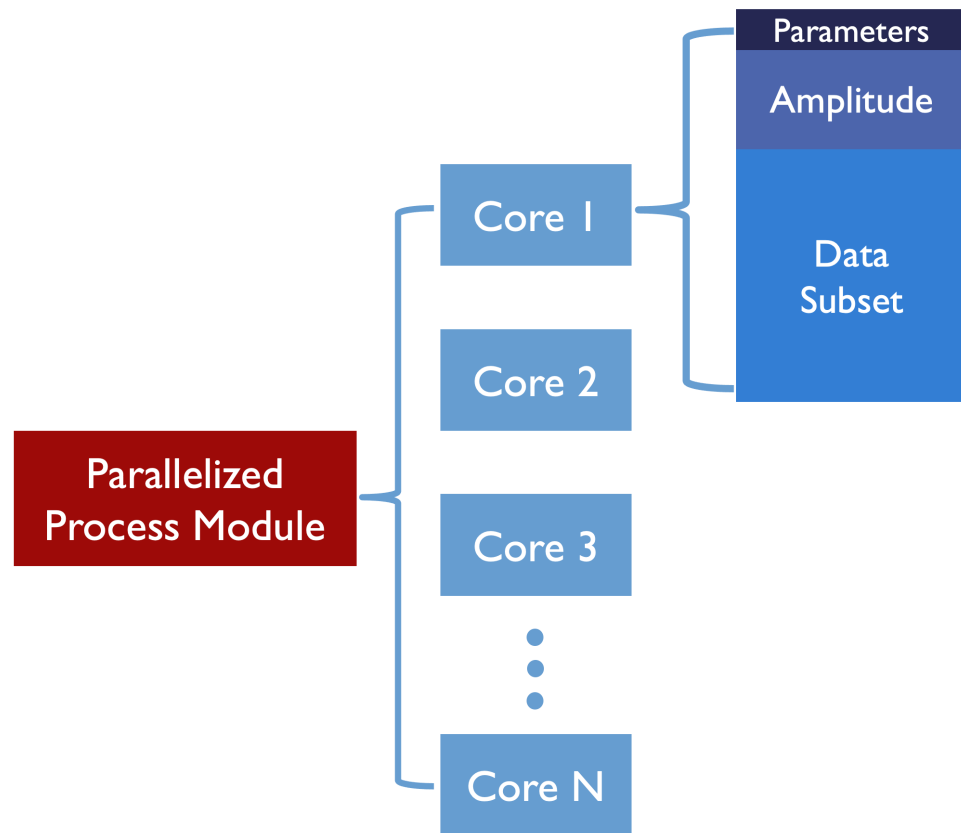 Parameters
Amplitude
Data
Subset
Core 1
Core 2
Parallelized
Process Module
Core 3
Core N